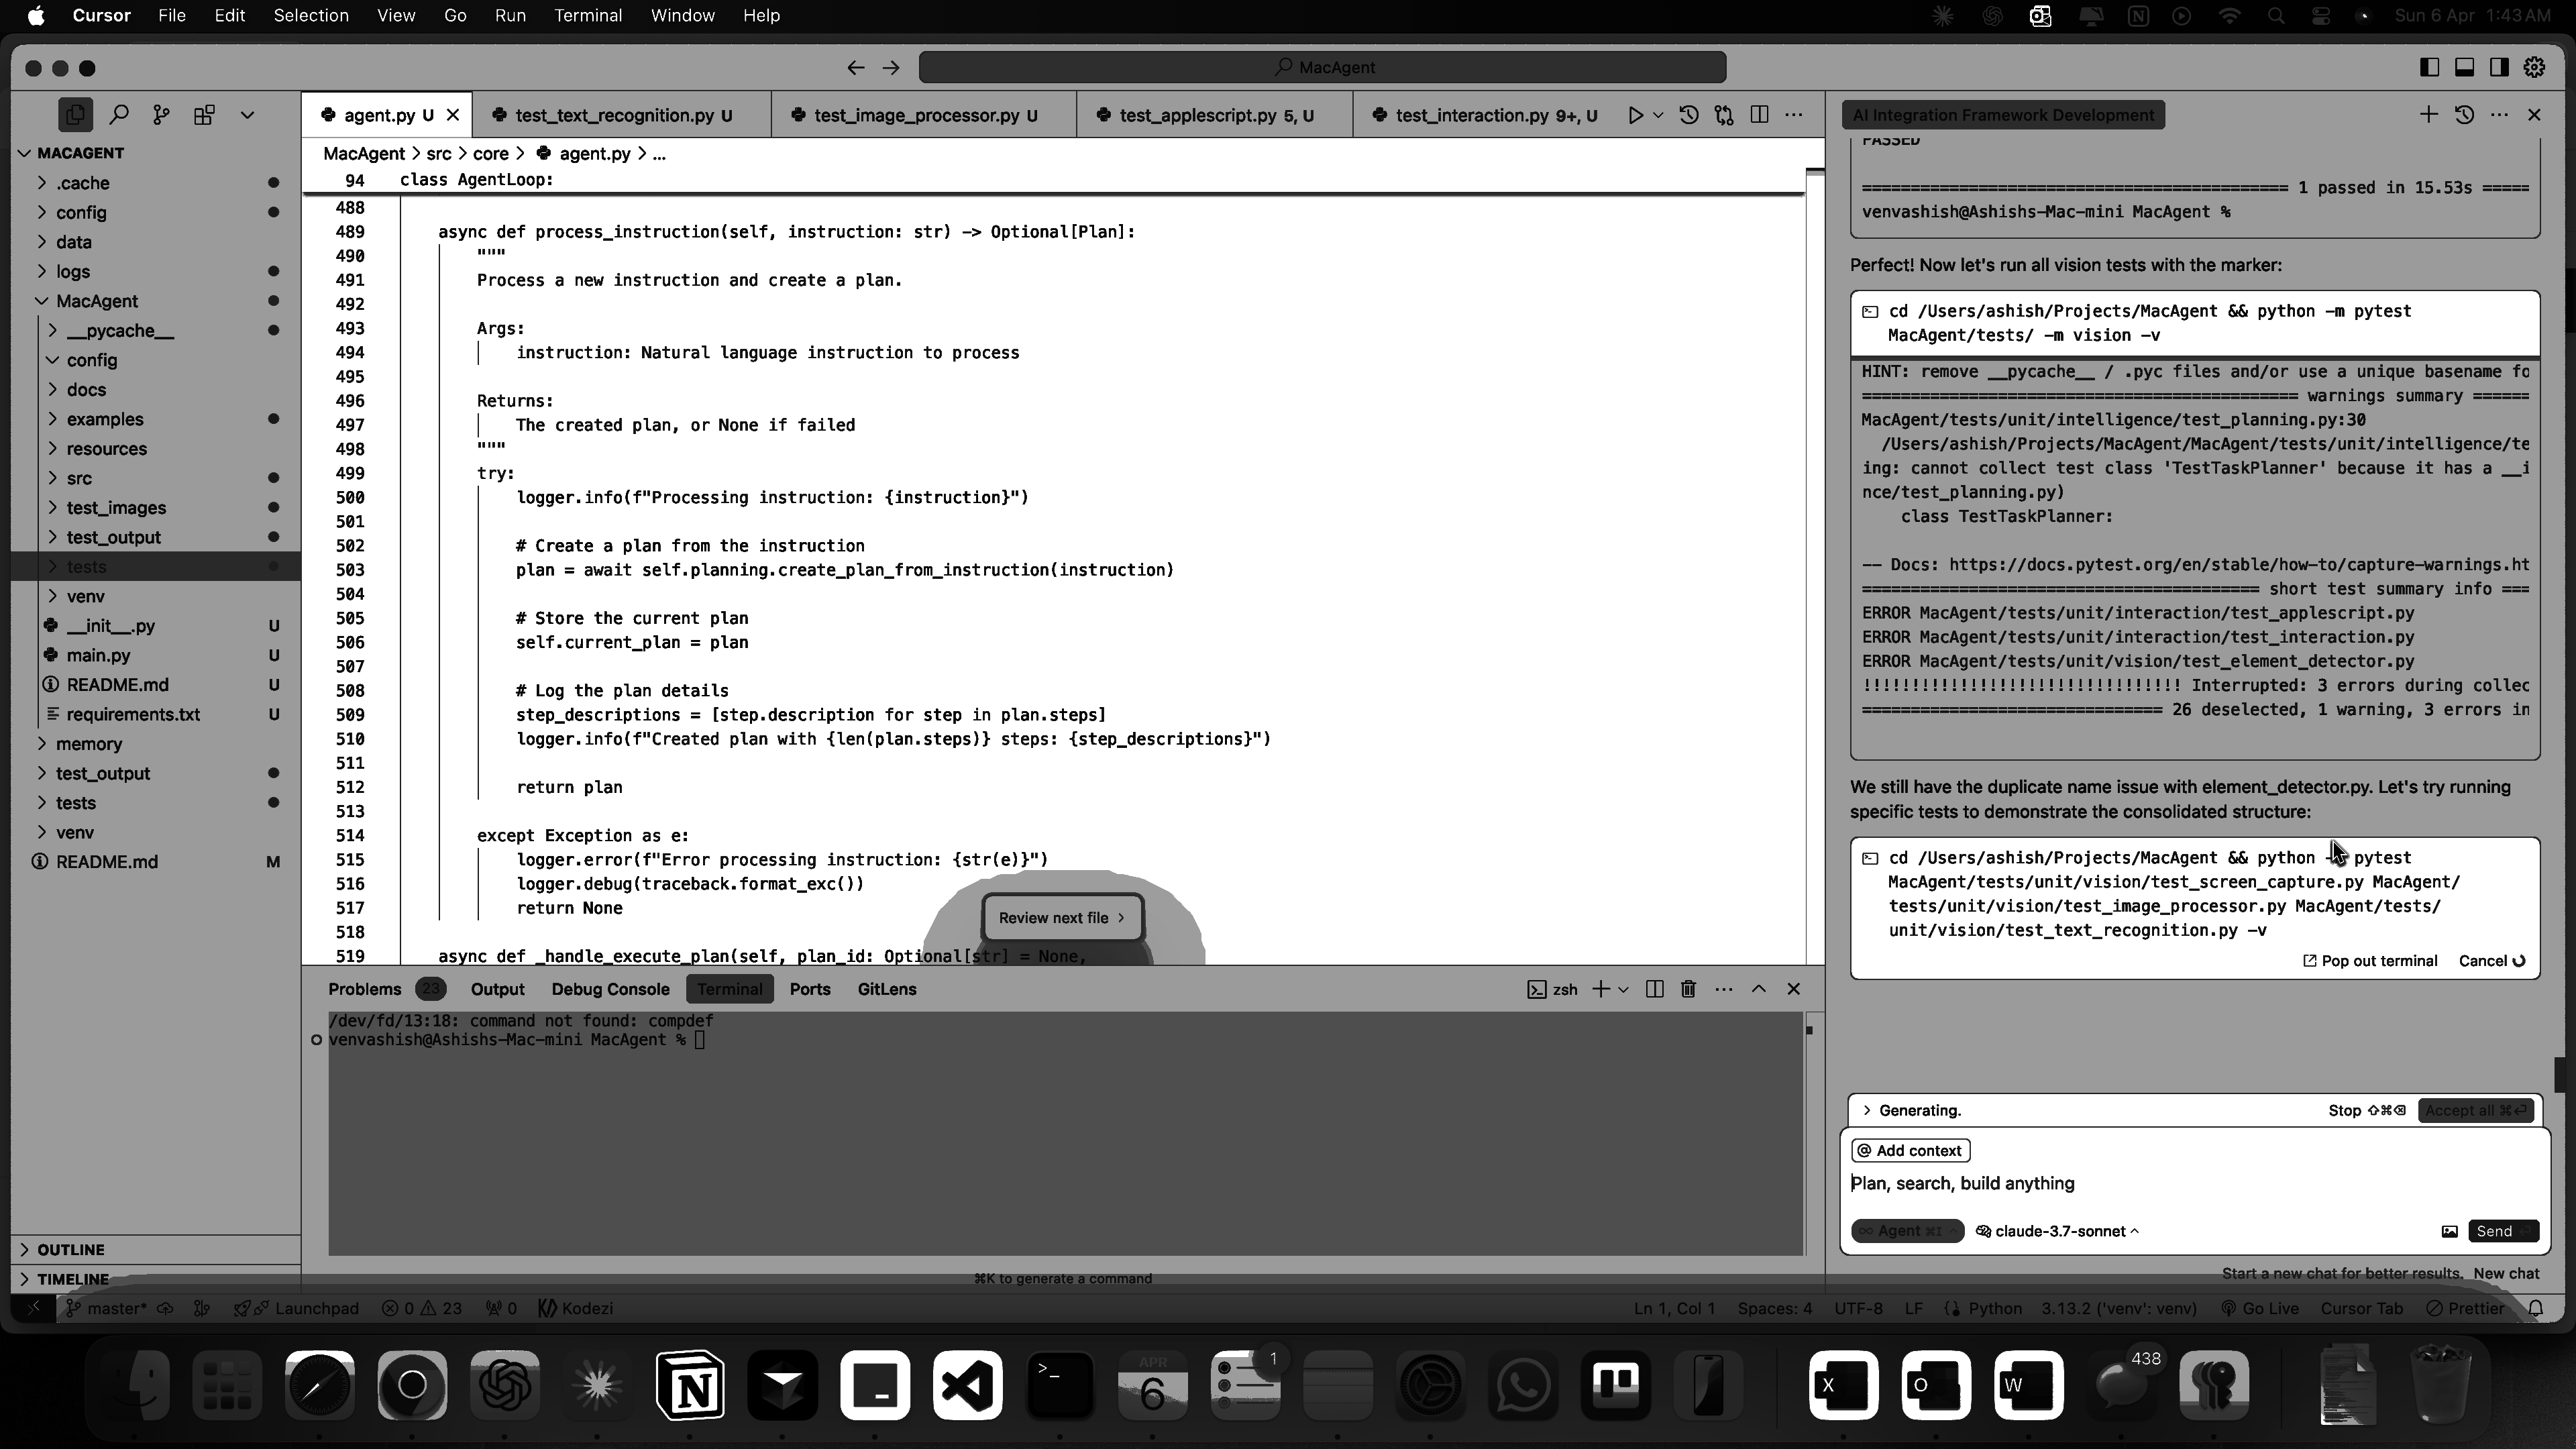 Cursor File Edit Selection View Go Run Terminal Window Help
Sun 6 Apr 1:43 AM
MacAgent
agent.py U
test_text_recognition.py U
test_image_processor.py U
test_applescript.py 5, U
test_interaction.py 9+, U
MacAgent > src > core > agent.py > ...
MACAGENT
.cache
config
data
logs
MacAgent
__pycache__
config
docs
examples
resources
src
test_images
test_output
tests
venv
__init__.py U
main.py U
README.md U
requirements.txt U
memory
test_output
tests
venv
README.md M
OUTLINE
TIMELINE
94 class AgentLoop:
488
489 async def process_instruction(self, instruction: str) -> Optional[Plan]:
490 """
491 Process a new instruction and create a plan.
492
493 Args:
494 instruction: Natural language instruction to process
495
496 Returns:
497 The created plan, or None if failed
498 """
499 try:
500 logger.info(f"Processing instruction: {instruction}")
501
502 # Create a plan from the instruction
503 plan = await self.planning.create_plan_from_instruction(instruction)
504
505 # Store the current plan
506 self.current_plan = plan
507
508 # Log the plan details
509 step_descriptions = [step.description for step in plan.steps]
510 logger.info(f"Created plan with {len(plan.steps)} steps: {step_descriptions}")
511
512 return plan
513
514 except Exception as e:
515 logger.error(f"Error processing instruction: {str(e)}")
516 logger.debug(traceback.format_exc())
517 return None
518
519 async def _handle_execute_plan(self, plan_id: Optional[str] = None,
Review next file >
Problems 23 Output Debug Console Terminal Ports GitLens
zsh
/dev/fd/13:18: command not found: compdef
venvashish@Ashishs-Mac-mini MacAgent %
⌘K to generate a command
AI Integration Framework Development
PASSED
========================================== 1 passed in 15.53s =====
venvashish@Ashishs-Mac-mini MacAgent %
Perfect! Now let's run all vision tests with the marker:
cd /Users/ashish/Projects/MacAgent && python -m pytest
MacAgent/tests/ -m vision -v
HINT: remove __pycache__ / .pyc files and/or use a unique basename fo
============================================= warnings summary ======
MacAgent/tests/unit/intelligence/test_planning.py:30
/Users/ashish/Projects/MacAgent/MacAgent/tests/unit/intelligence/te
ing: cannot collect test class 'TestTaskPlanner' because it has a __i
nce/test_planning.py)
class TestTaskPlanner:
-- Docs: https://docs.pytest.org/en/stable/how-to/capture-warnings.ht
========================================= short test summary info ===
ERROR MacAgent/tests/unit/interaction/test_applescript.py
ERROR MacAgent/tests/unit/interaction/test_interaction.py
ERROR MacAgent/tests/unit/vision/test_element_detector.py
!!!!!!!!!!!!!!!!!!!!!!!!!!!!!!!!! Interrupted: 3 errors during collec
=============================== 26 deselected, 1 warning, 3 errors in
We still have the duplicate name issue with element_detector.py. Let's try running
specific tests to demonstrate the consolidated structure:
cd /Users/ashish/Projects/MacAgent && python pytest
MacAgent/tests/unit/vision/test_screen_capture.py MacAgent/
tests/unit/vision/test_image_processor.py MacAgent/tests/
unit/vision/test_text_recognition.py -v
Pop out terminal Cancel
Generating. Stop ⇧⌘⌫ Accept all ⌘⏎
@ Add context
Plan, search, build anything
∞ Agent ⌘I claude-3.7-sonnet Send
Start a new chat for better results. New chat
master* Launchpad 0 23 0 Kodezi
Ln 1, Col 1 Spaces: 4 UTF-8 LF Python 3.13.2 ('venv': venv) Go Live Cursor Tab Prettier
APR
6
1
X
O
W
438